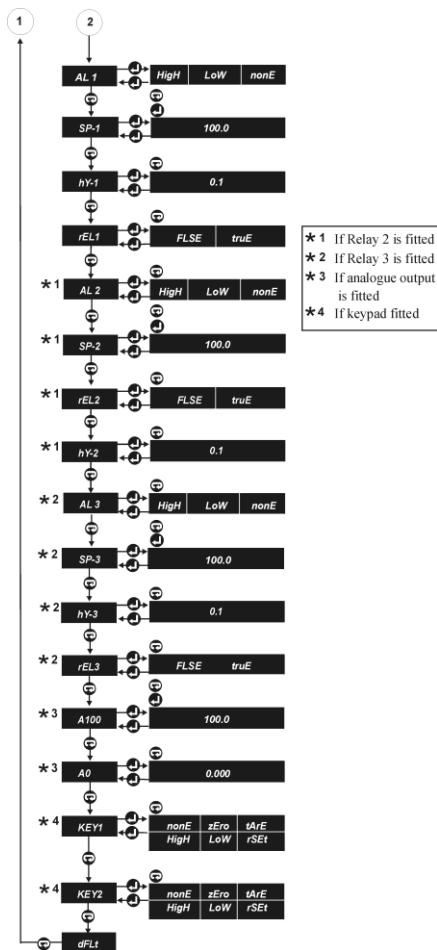 1 2
AL 1 HigH LoW nonE
SP-1 100.0
hY-1 0.1
rEL1 FLSE truE
*1 AL 2 HigH LoW nonE
*1 SP-2 100.0
*1 rEL2 FLSE truE
*1 hY-2 0.1
*2 AL 3 HigH LoW nonE
*2 SP-3 100.0
*2 hY-3 0.1
*2 rEL3 FLSE truE
*3 A100 100.0
*3 A0 0.000
*4 KEY1 nonE zEro tArE
HigH LoW rSEt
*4 KEY2 nonE zEro tArE
HigH LoW rSEt
dFLt
*1 If Relay 2 is fitted
*2 If Relay 3 is fitted
*3 If analogue output
is fitted
*4 If keypad fitted